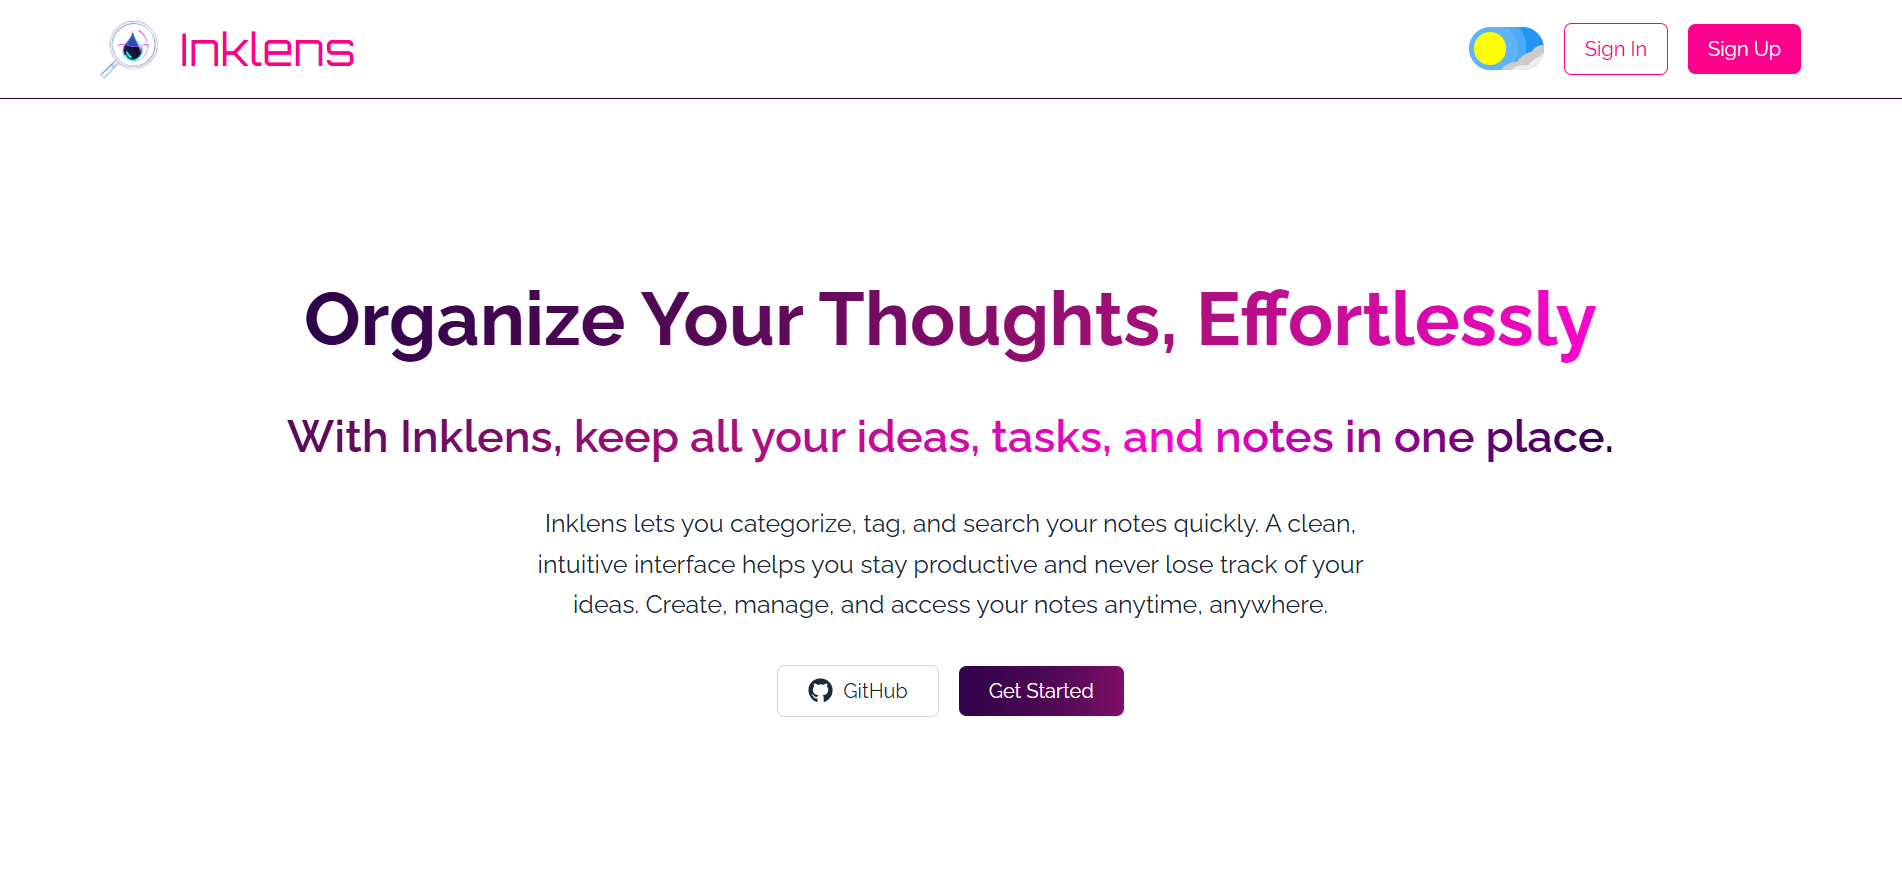 Inklens
Sign In
Sign Up
Organize Your Thoughts, Effortlessly
With Inklens, keep all your ideas, tasks, and notes in one place.
Inklens lets you categorize, tag, and search your notes quickly. A clean,
intuitive interface helps you stay productive and never lose track of your
ideas. Create, manage, and access your notes anytime, anywhere.
GitHub
Get Started